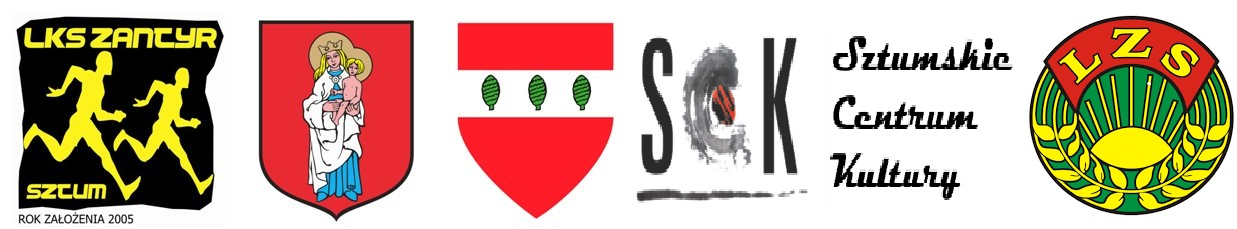 LKS ZANTYR
SZTUM
ROK ZAŁOŻENIA 2005
SCK
Sztumskie
Centrum
Kultury
LZS